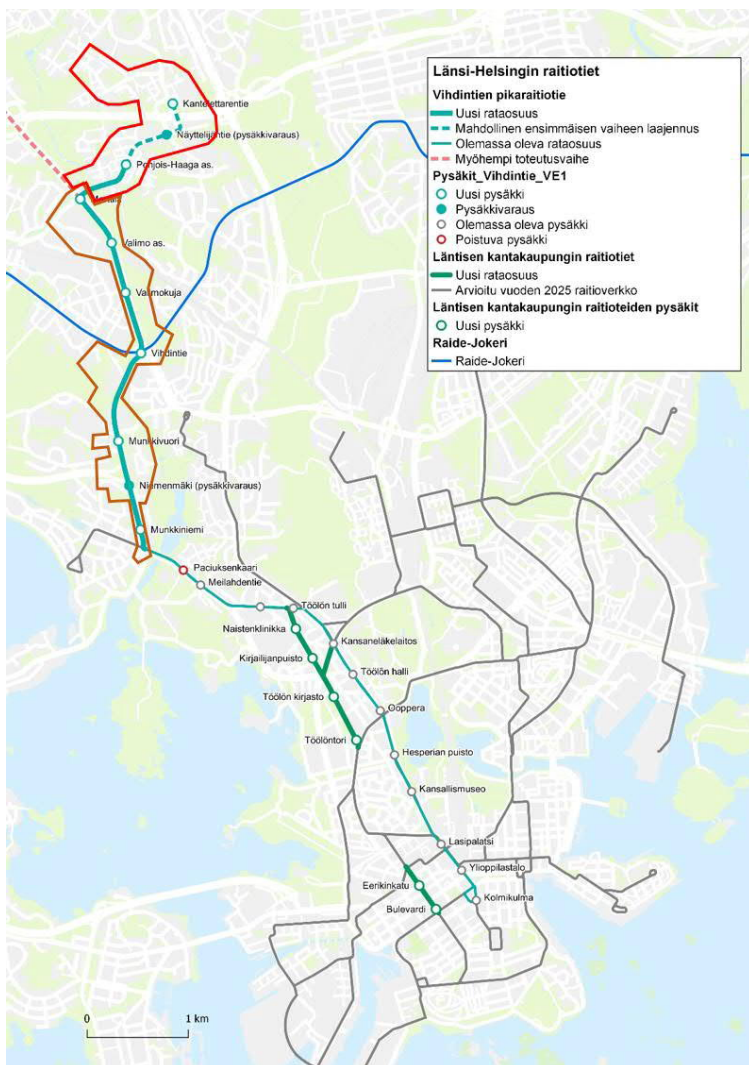 Länsi-Helsingin raitiotiet
Vihdintien pikaraitiotie
Uusi rataosuus
Mahdollinen ensimmäisen vaiheen laajennus
Olemassa oleva rataosuus
Myöhempi toteutusvaihe
Pysäkit_Vihdintie_VE1
Uusi pysäkki
Pysäkkivaraus
Olemassa oleva pysäkki
Poistuva pysäkki
Läntisen kantakaupungin raitiotiet
Uusi rataosuus
Arvioitu vuoden 2025 raitioverkko
Läntisen kantakaupungin raitioteiden pysäkit
Uusi pysäkki
Raide-Jokeri
Raide-Jokeri
Kantelettarentie
Näyttelijäntie (pysäkkivaraus)
Pohjois-Haaga as.
Valimo as.
Valimokuja
Vihdintie
Munkkivuori
Niemenmäki (pysäkkivaraus)
Munkkiniemi
Paciuksenkaari
Meilahdentie
Töölön tulli
Naistenklinikka
Kansaneläkelaitos
Kirjailijanpuisto
Töölön halli
Töölön kirjasto
Ooppera
Töölöntori
Hesperian puisto
Kansallismuseo
Lasipalatsi
Ylioppilastalo
Eerikinkatu
Kolmikulma
Bulevardi
0 1 km